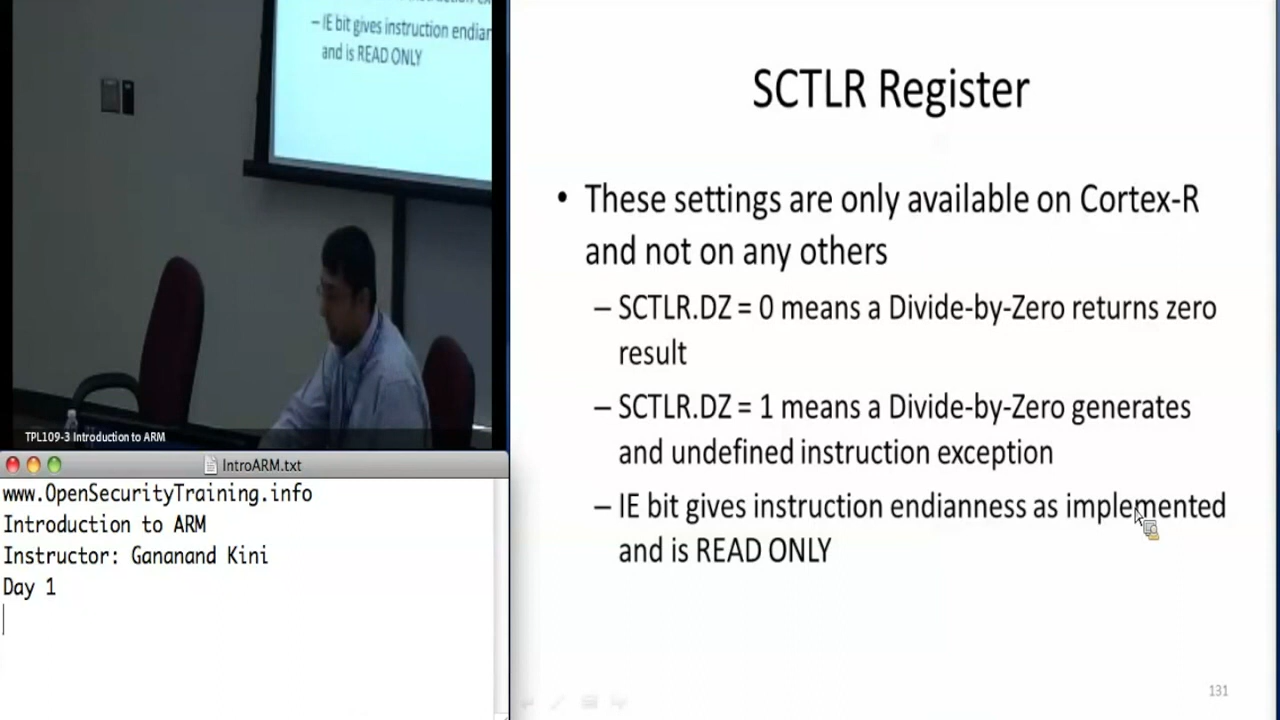 – IE bit gives instruction endian
and is READ ONLY
TPL109-3 Introduction to ARM
IntroARM.txt
www.OpenSecurityTraining.info
Introduction to ARM
Instructor: Gananand Kini
Day 1
SCTLR Register
• These settings are only available on Cortex-R
and not on any others
– SCTLR.DZ = 0 means a Divide-by-Zero returns zero
result
– SCTLR.DZ = 1 means a Divide-by-Zero generates
and undefined instruction exception
– IE bit gives instruction endianness as implemented
and is READ ONLY
131